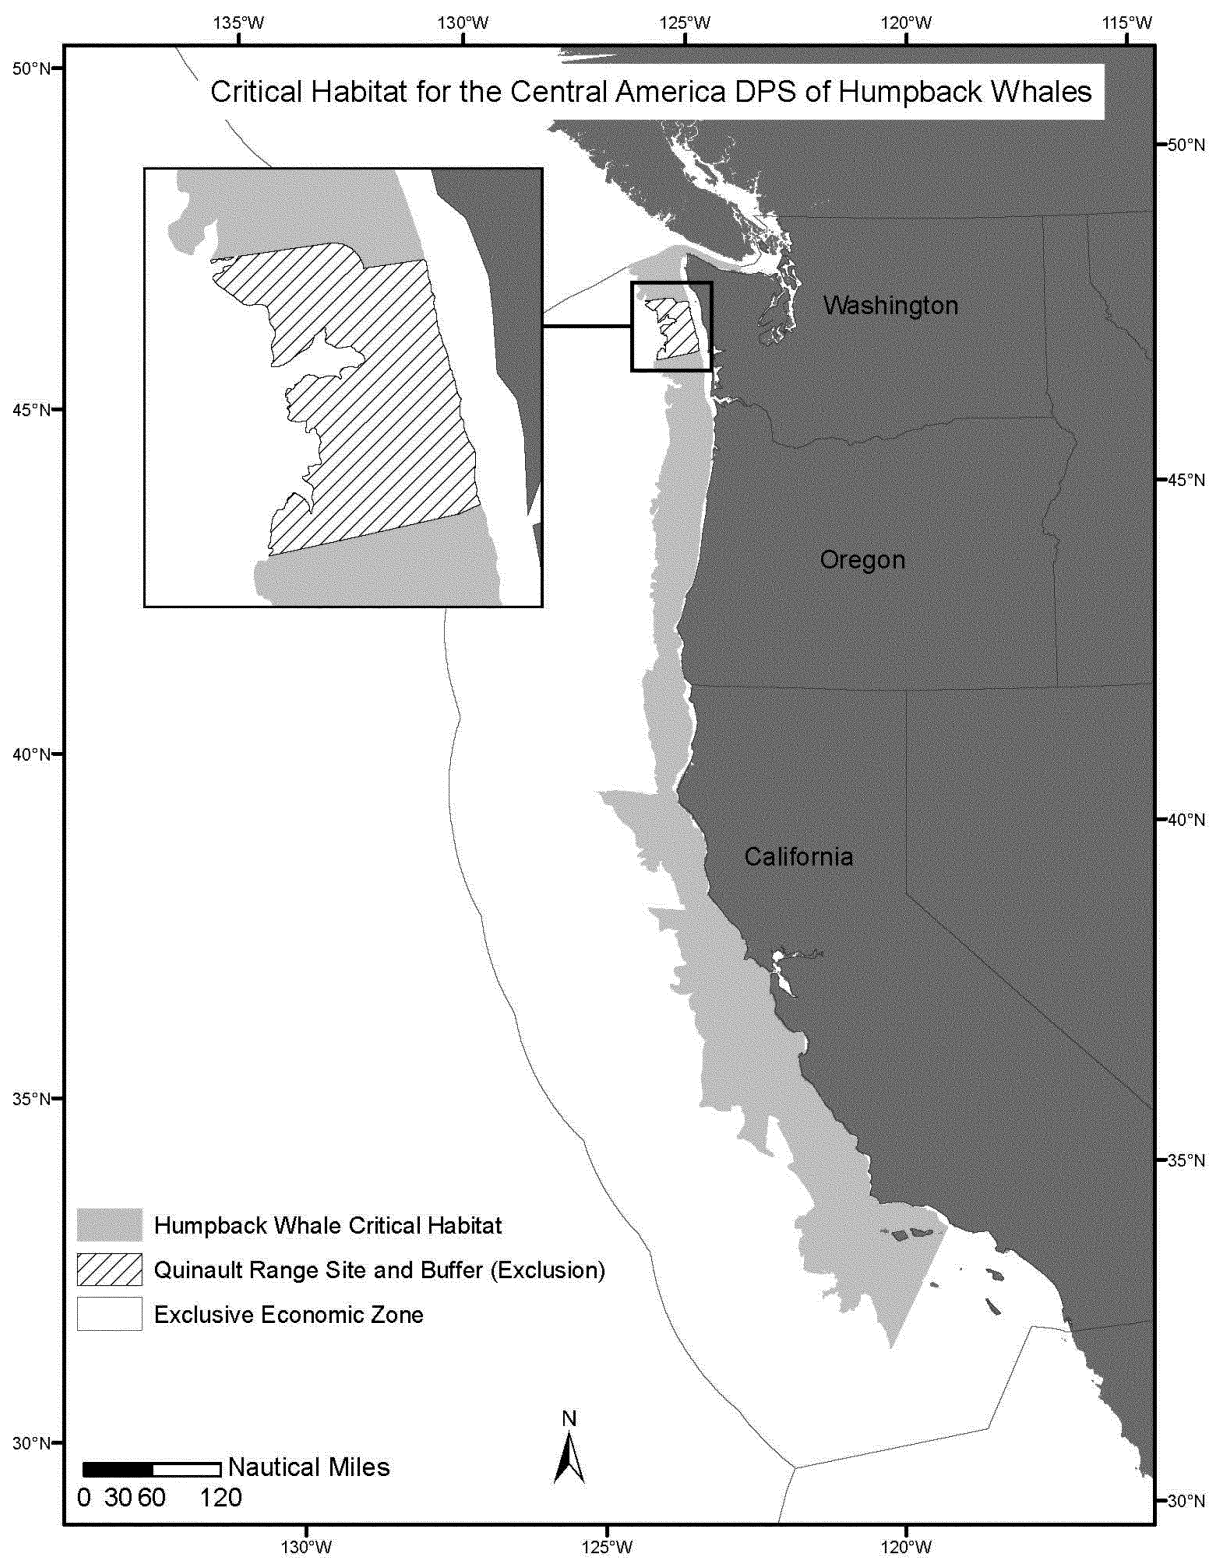 135°W 130°W 125°W 120°W 115°W
50°N
Critical Habitat for the Central America DPS of Humpback Whales
50°N
Washington
45°N
45°N
Oregon
40°N
40°N
California
35°N
35°N
Humpback Whale Critical Habitat
Quinault Range Site and Buffer (Exclusion)
Exclusive Economic Zone
N
30°N
Nautical Miles
0 30 60 120
30°N
130°W 125°W 120°W